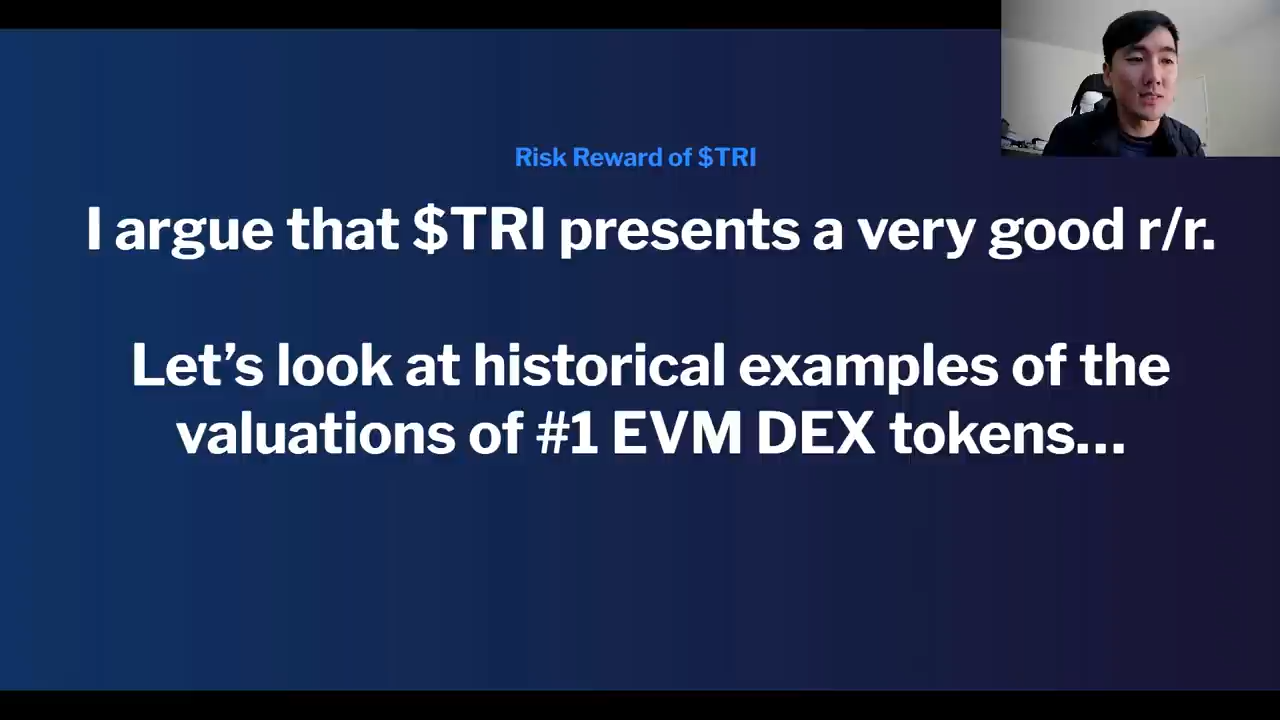 Risk Reward of $TRI
I argue that $TRI presents a very good r/r.
Let’s look at historical examples of the
valuations of #1 EVM DEX tokens...